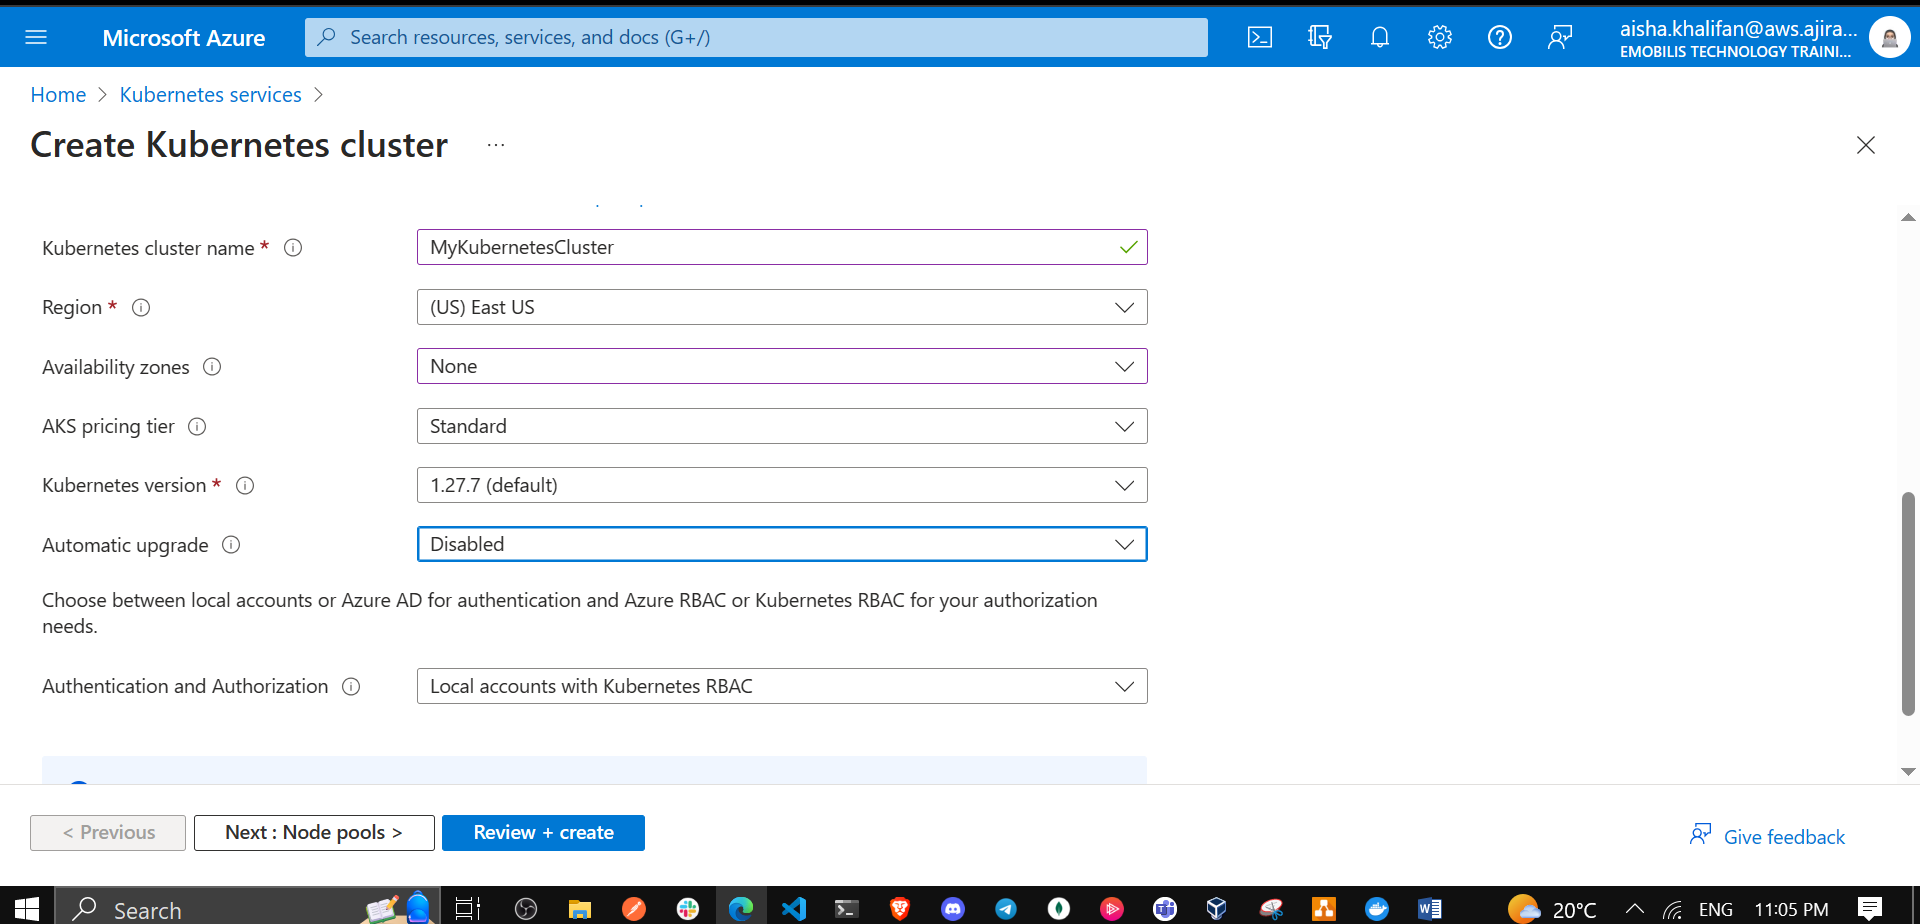 Microsoft Azure
Search resources, services, and docs (G+/)
aisha.khalifan@aws.ajira...
EMOBILIS TECHNOLOGY TRAINI...
Home > Kubernetes services >
Create Kubernetes cluster ...
Kubernetes cluster name * MyKubernetesCluster
Region * (US) East US
Availability zones None
AKS pricing tier Standard
Kubernetes version * 1.27.7 (default)
Automatic upgrade Disabled
Choose between local accounts or Azure AD for authentication and Azure RBAC or Kubernetes RBAC for your authorization
needs.
Authentication and Authorization Local accounts with Kubernetes RBAC
< Previous Next : Node pools > Review + create Give feedback
Search 20°C ENG 11:05 PM